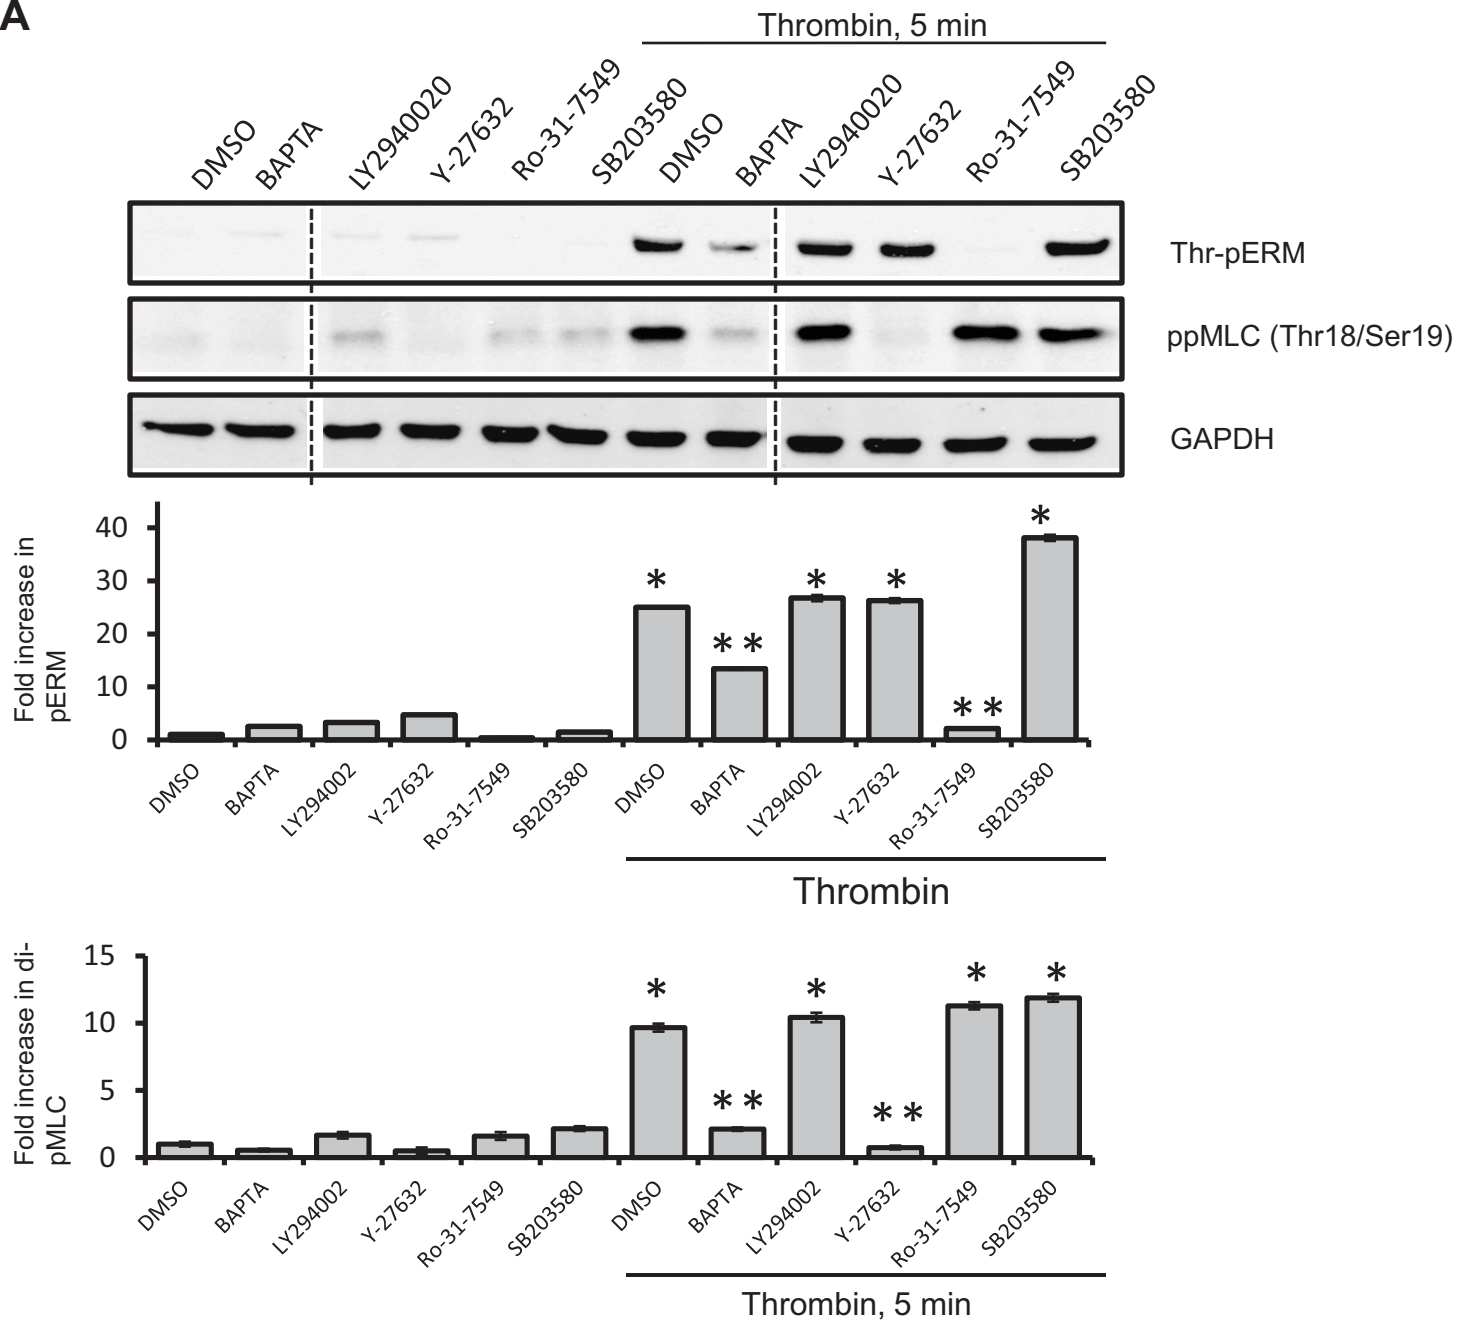 A
Thrombin, 5 min
DMSO
BAPTA
LY2940020
Y-27632
Ro-31-7549
SB203580
DMSO
BAPTA
LY2940020
Y-27632
Ro-31-7549
SB203580
Thr-pERM
ppMLC (Thr18/Ser19)
GAPDH
Fold increase in
pERM
40
30
20
10
0
*
* *
*
*
* *
*
DMSO
BAPTA
LY294002
Y-27632
Ro-31-7549
SB203580
DMSO
BAPTA
LY294002
Y-27632
Ro-31-7549
SB203580
Thrombin
Fold increase in di-
pMLC
15
10
5
0
*
* *
*
* *
*
*
DMSO
BAPTA
LY294002
Y-27632
Ro-31-7549
SB203580
DMSO
BAPTA
LY294002
Y-27632
Ro-31-7549
SB203580
Thrombin, 5 min